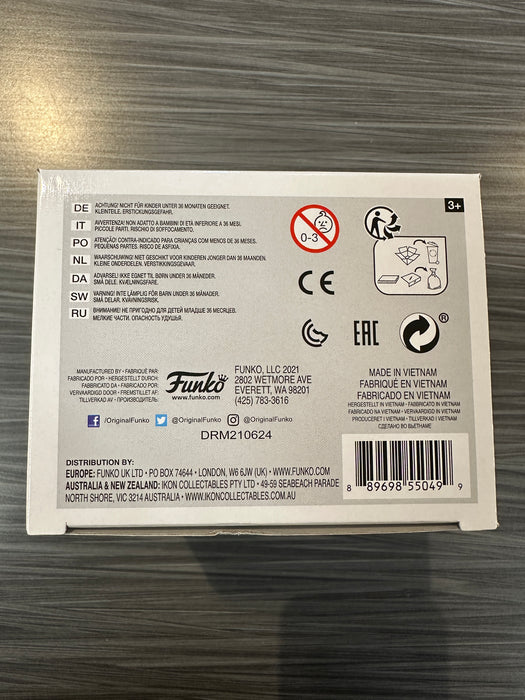 DE ACHTUNG! NICHT FÜR KINDER UNTER 36 MONATEN GEEIGNET.
KLEINTEILE. ERSTICKUNGSGEFAHR.
IT AVVERTENZA! NON ADATTO A BAMBINI DI ETÀ INFERIORE A 36 MESI.
PICCOLE PARTI. RISCHIO DI SOFFOCAMENTO.
PO ATENCÃO! CONTRA-INDICADO PARA CRIANÇAS COM MENOS DE 36 MESES.
PEQUENAS PARTES. RISCO DE ASFIXIA.
NL WAARSCHUWING! NIET GESCHIKT VOOR KINDEREN JONGER DAN 36 MAANDEN.
KLEINE ONDERDELEN. VERSTIKKINGSGEVAAR.
DA ADVARSEL! IKKE EGNET TIL BØRN UNDER 36 MÅNEDER.
SMÅ DELE. KVÆLNINGSFARE.
SW VARNING! INTE LÄMPLIG FÖR BARN UNDER 36 MÅNADER.
SMÅ DELAR. KVÄVNINGSRISK.
RU ВНИМАНИЕ! НЕ ПРИГОДНО ДЛЯ ДЕТЕЙ МЛАДШЕ 36 МЕСЯЦЕВ.
МЕЛКИЕ ЧАСТИ. ОПАСНОСТЬ УДУШЬЯ.
0-3
3+
CE
EAC
®
MANUFACTURED BY • FABRIQUÉ PAR
FABRICADO POR • HERGESTELLT DURCH:
FABBRICATO DA • FABRICADO POR:
VERVAARDIGD DOOR • FREMSTILLET AF:
TILLVERKAD AV • ПРОИЗВОДИТЕЛЬ:
Funko
www.funko.com
FUNKO, LLC 2021
2802 WETMORE AVE
EVERETT, WA 98201
(425) 783-3616
MADE IN VIETNAM
FABRIQUÉ EN VIETNAM
FABRICADO EN VIETNAM
HERGESTELLT IN VIETNAM • FABBRICATO IN VIETNAM
FABRICADO NA VIETNAM • VERVAARDIGD IN VIETNAM
PRODUCERET I VIETNAM • TILLVERKAD I VIETNAM
СДЕЛАНО ВО ВЬЕТНАМЕ
/OriginalFunko @OriginalFunko @OriginalFunko
DRM210624
DISTRIBUTION BY:
EUROPE: FUNKO UK LTD • PO BOX 74644 • LONDON, W6 6JW (UK) • WWW.FUNKO.COM
AUSTRALIA & NEW ZEALAND: IKON COLLECTABLES PTY LTD • 49-59 SEABEACH PARADE
NORTH SHORE, VIC 3214 AUSTRALIA • WWW.IKONCOLLECTABLES.COM.AU
8 89698 55049 9